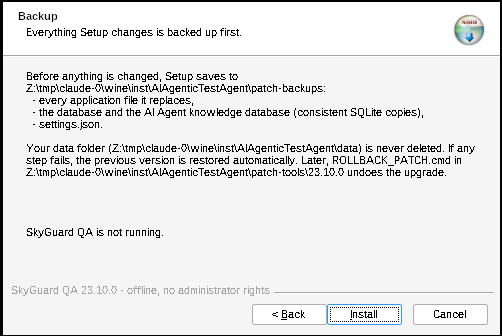 Backup
Everything Setup changes is backed up first.
Before anything is changed, Setup saves to
Z:\tmp\claude-0\wine\inst\AIAgenticTestAgent\patch-backups:
- every application file it replaces,
- the database and the AI Agent knowledge database (consistent SQLite copies),
- settings.json.
Your data folder (Z:\tmp\claude-0\wine\inst\AIAgenticTestAgent\data) is never deleted. If any
step fails, the previous version is restored automatically. Later, ROLLBACK_PATCH.cmd in
Z:\tmp\claude-0\wine\inst\AIAgenticTestAgent\patch-tools\23.10.0 undoes the upgrade.
SkyGuard QA is not running.
SkyGuard QA 23.10.0 - offline, no administrator rights
< Back
Install
Cancel